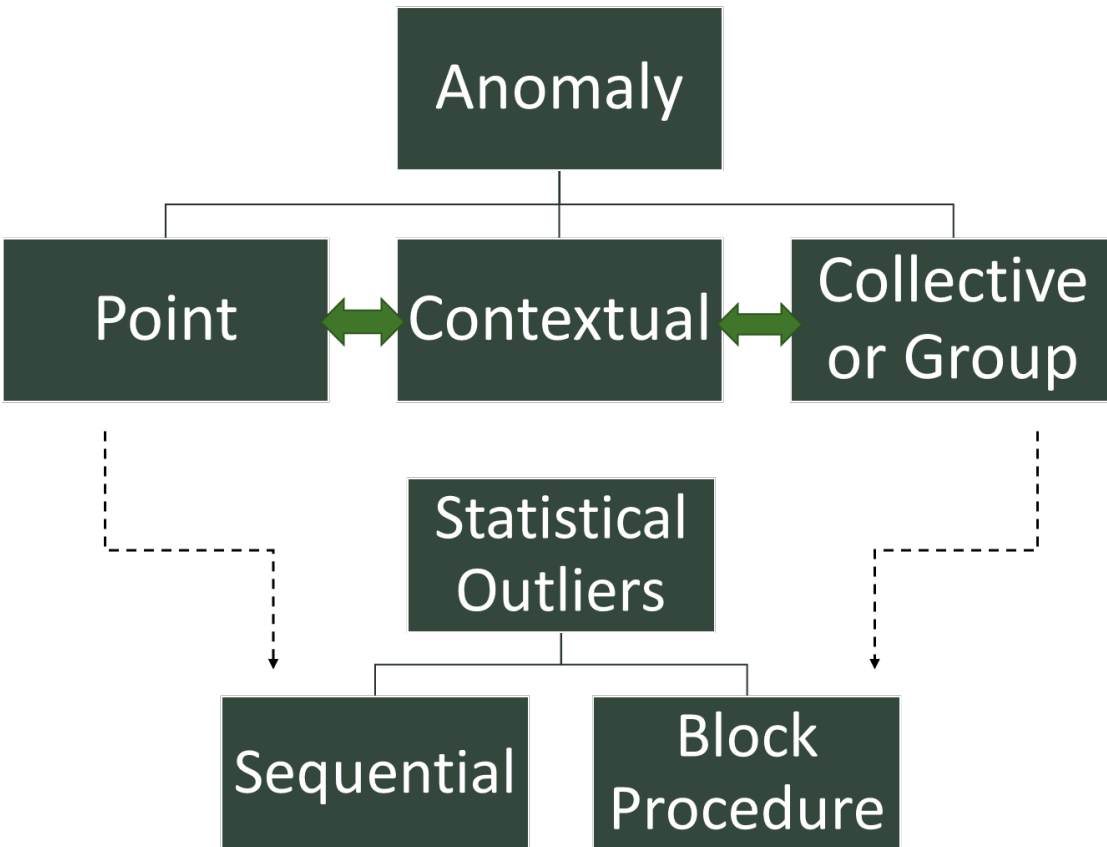 Anomaly
Point
Contextual
Collective
or Group
Statistical
Outliers
Sequential
Block
Procedure